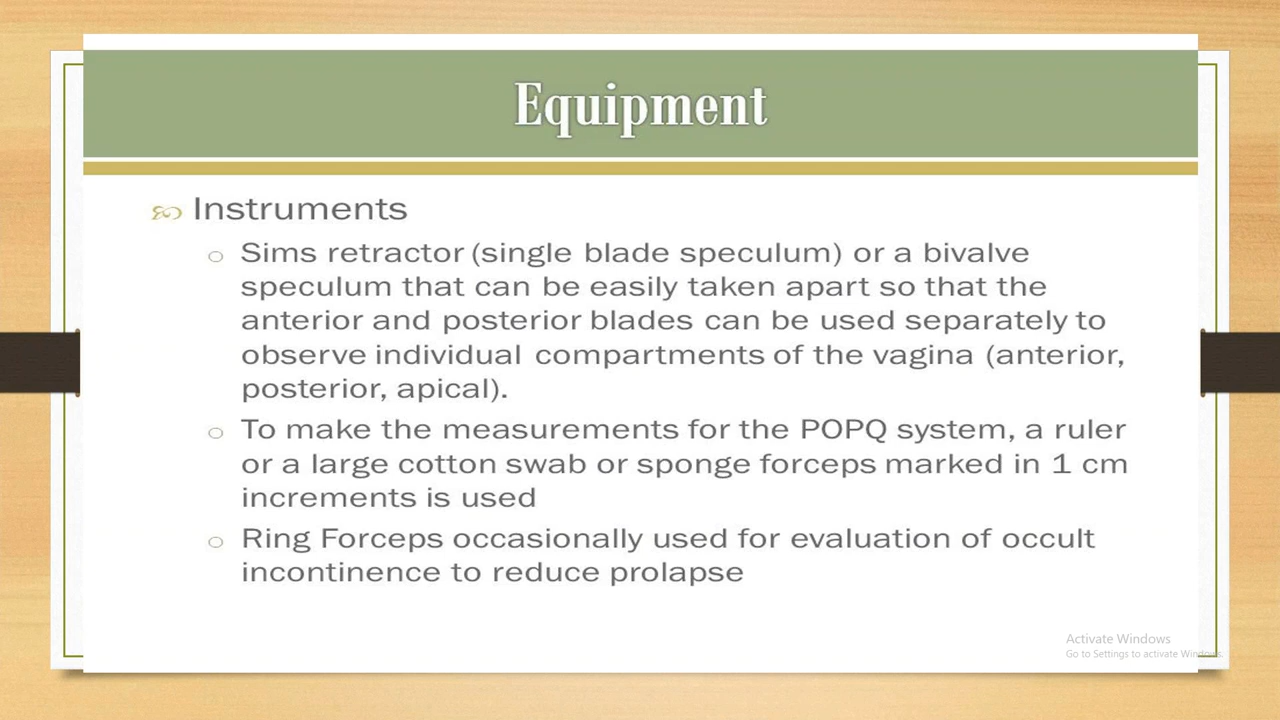 Equipment
Instruments
Sims retractor (single blade speculum) or a bivalve
speculum that can be easily taken apart so that the
anterior and posterior blades can be used separately to
observe individual compartments of the vagina (anterior,
posterior, apical).
To make the measurements for the POPQ system, a ruler
or a large cotton swab or sponge forceps marked in 1 cm
increments is used
Ring Forceps occasionally used for evaluation of occult
incontinence to reduce prolapse
Activate Windows
Go to Settings to activate Windows.